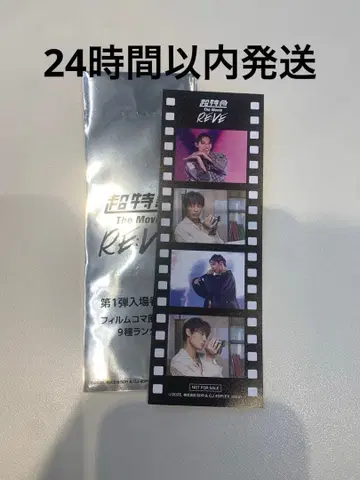 24時間以内発送
超特急
The Movie
RE:VE
超特急
The Movie
RE:VE
第1弾入場者
フィルムコマ風
9種ランダ
NOT FOR SALE